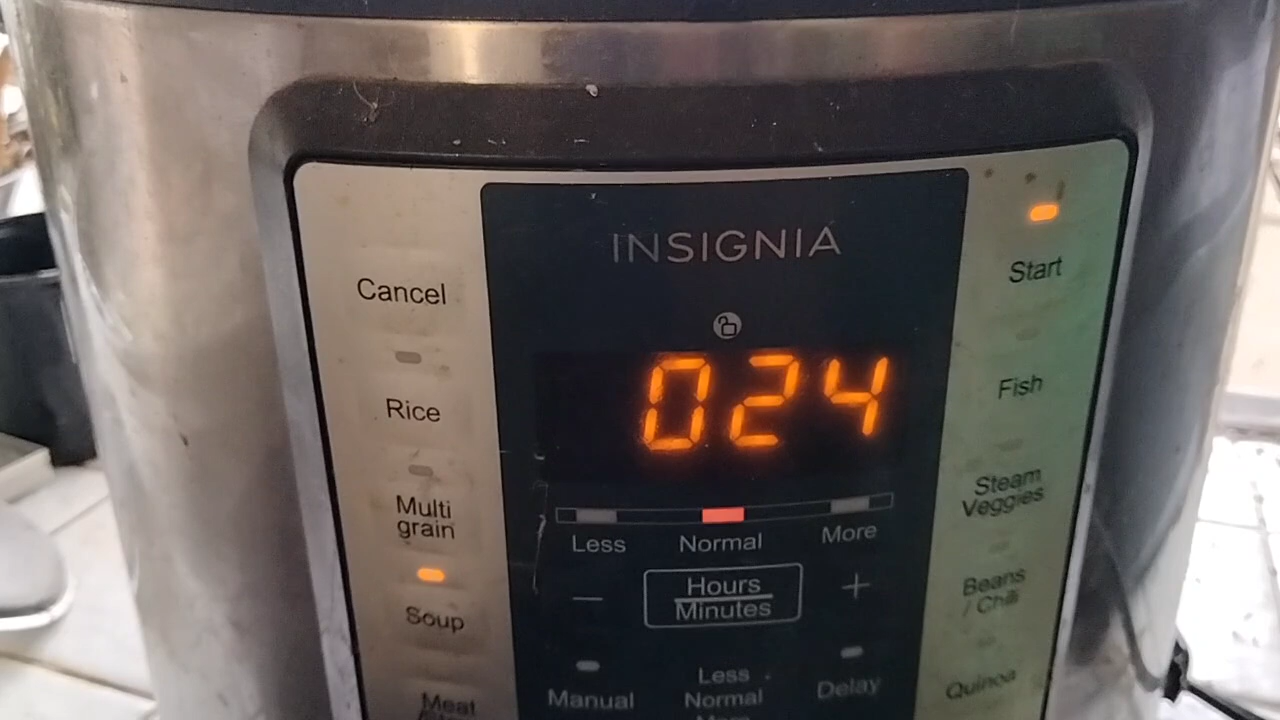 INSIGNIA
Cancel
Start
024
Rice
Fish
Multi
grain
Steam
Veggies
Less
Normal
More
—
Hours
Minutes
+
Soup
Beans
/ Chili
Manual
Less
Normal
Delay
Quinoa
Meat